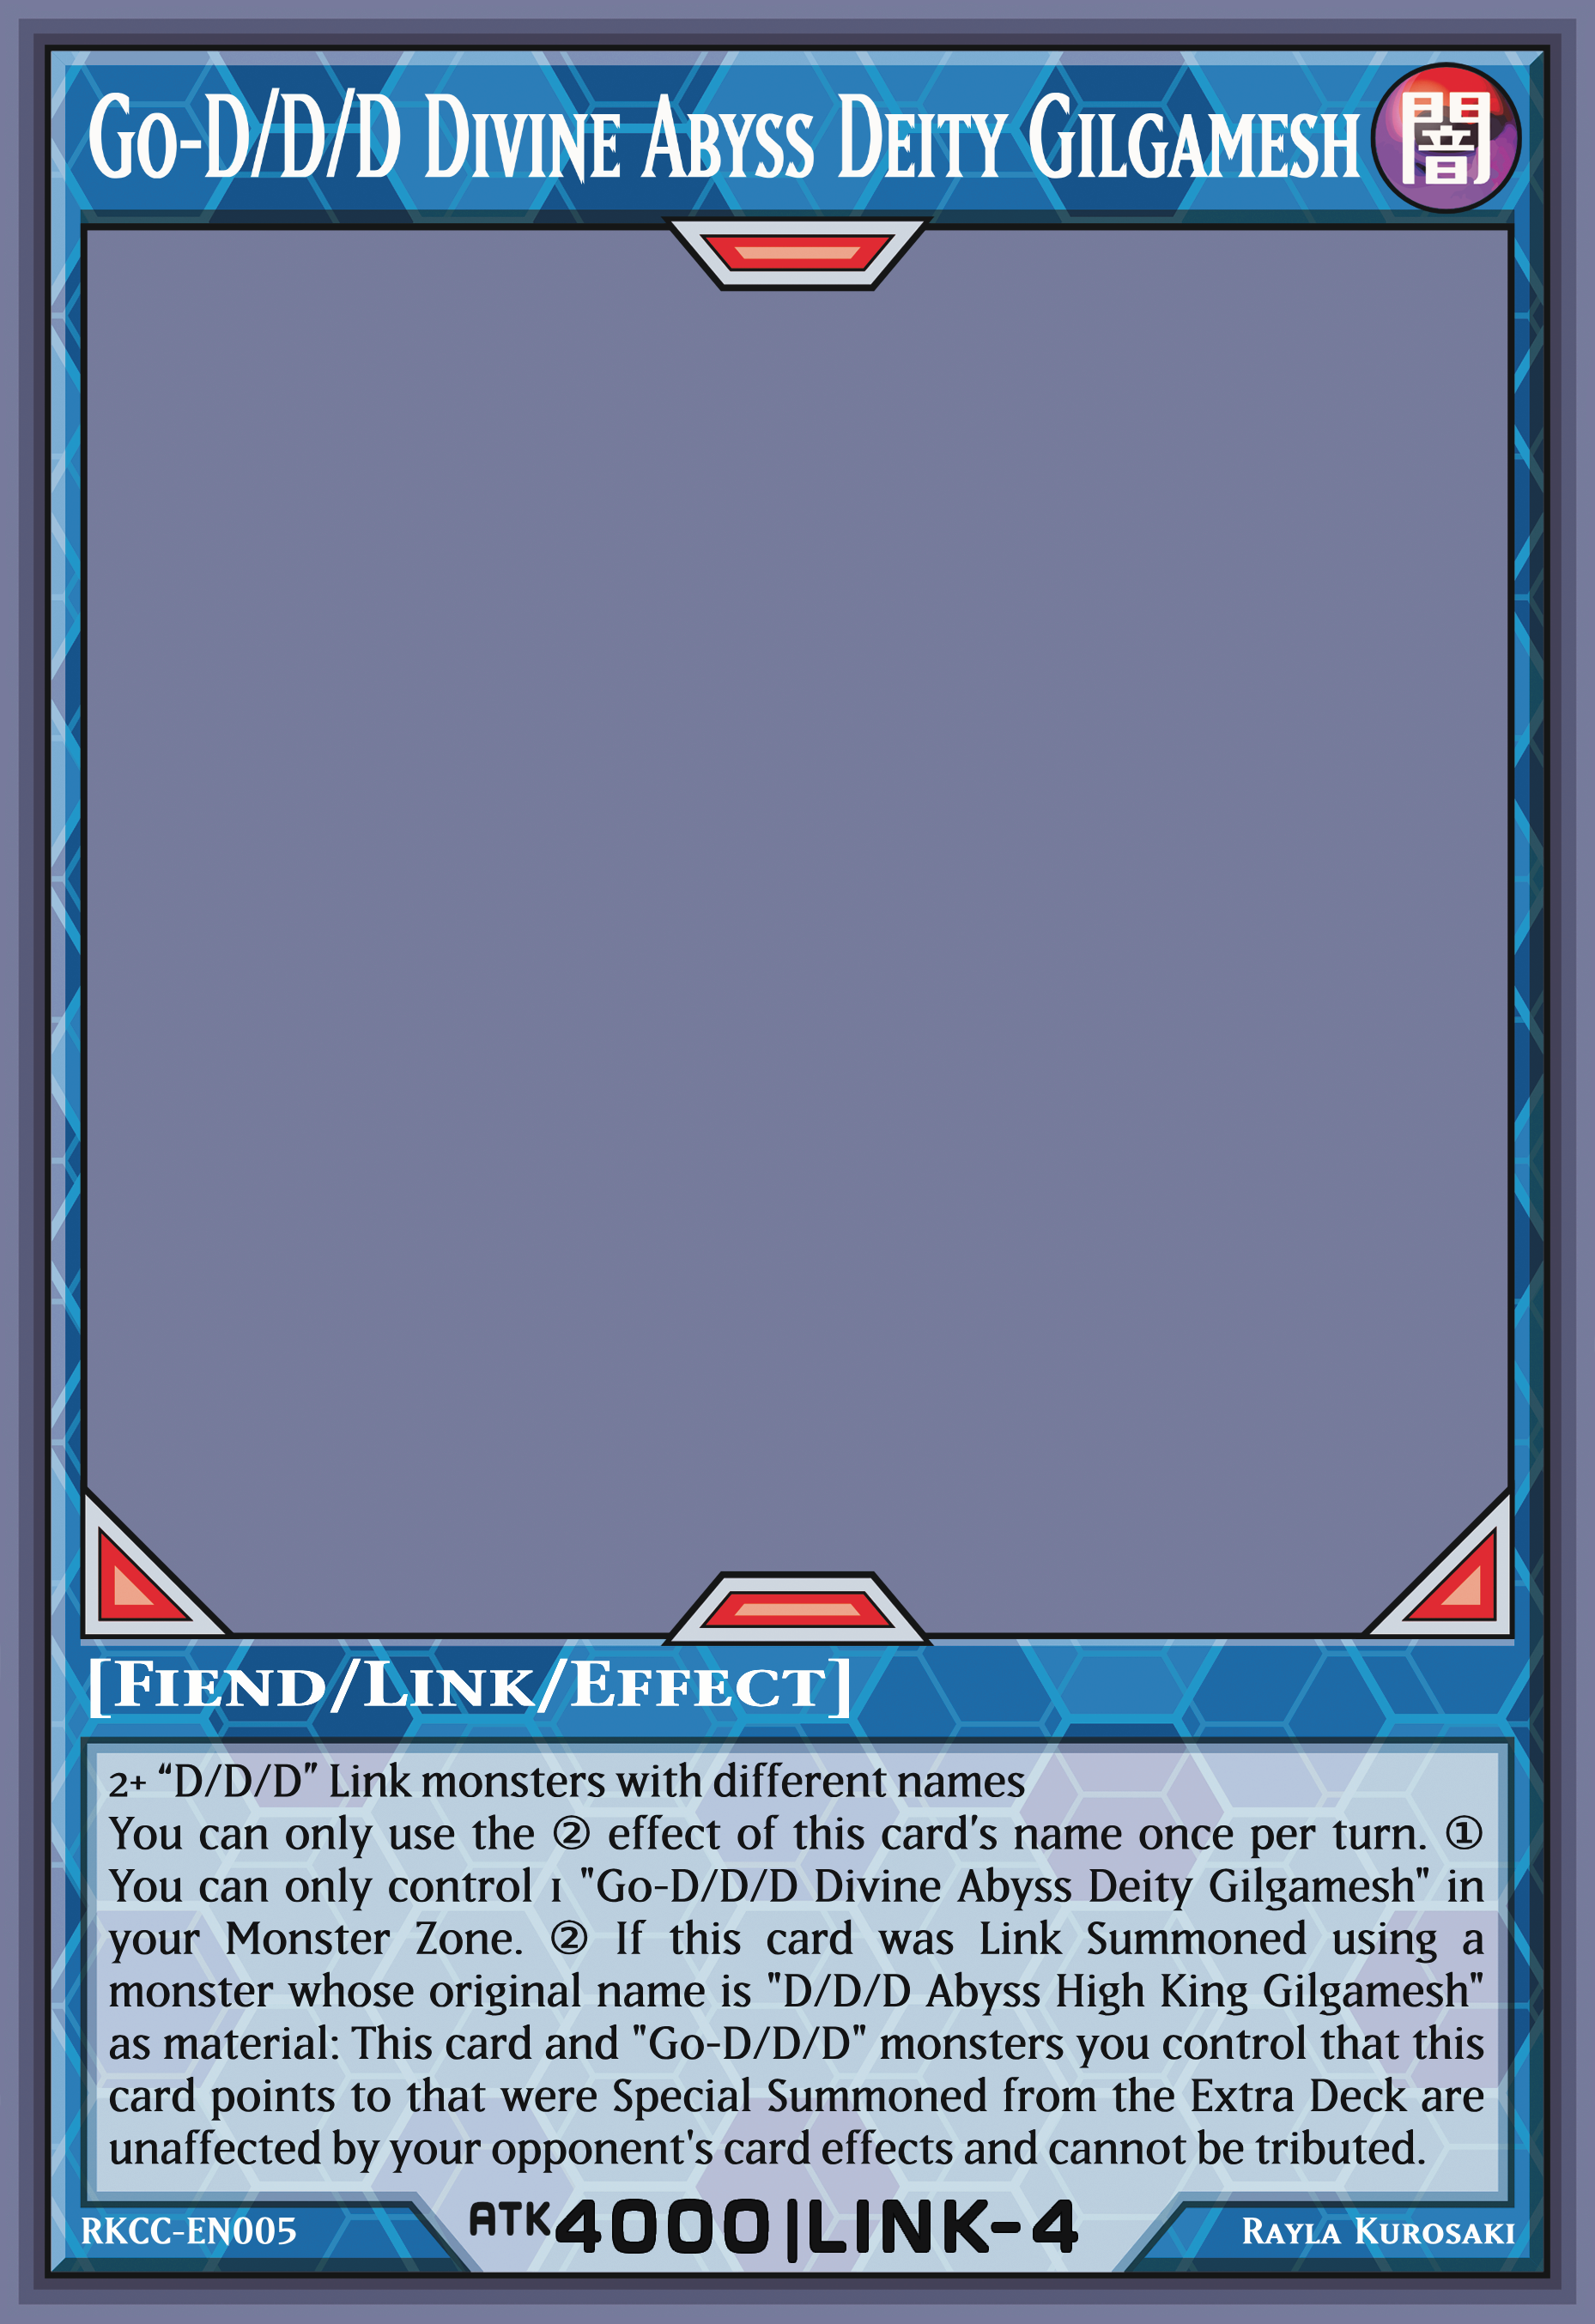 Go-D/D/D Divine Abyss Deity Gilgamesh
闇
[Fiend/Link/Effect]
2+ “D/D/D" Link monsters with different names
You can only use the ② effect of this card's name once per turn. ①
You can only control 1 "Go-D/D/D Divine Abyss Deity Gilgamesh" in
your Monster Zone. ② If this card was Link Summoned using a
monster whose original name is "D/D/D Abyss High King Gilgamesh"
as material: This card and "Go-D/D/D" monsters you control that this
card points to that were Special Summoned from the Extra Deck are
unaffected by your opponent's card effects and cannot be tributed.
ATK 4000|LINK-4
RKCC-EN005
Rayla Kurosaki